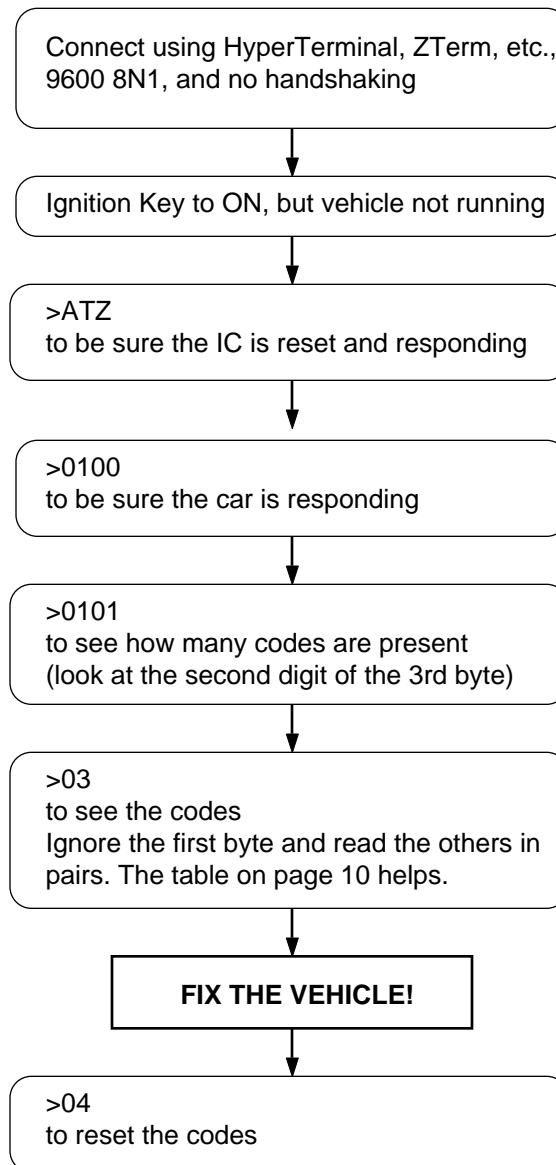 Connect using HyperTerminal, ZTerm, etc.,
9600 8N1, and no handshaking
Ignition Key to ON, but vehicle not running
>ATZ
to be sure the IC is reset and responding
>0100
to be sure the car is responding
>0101
to see how many codes are present
(look at the second digit of the 3rd byte)
>03
to see the codes
Ignore the first byte and read the others in
pairs. The table on page 10 helps.
FIX THE VEHICLE!
>04
to reset the codes